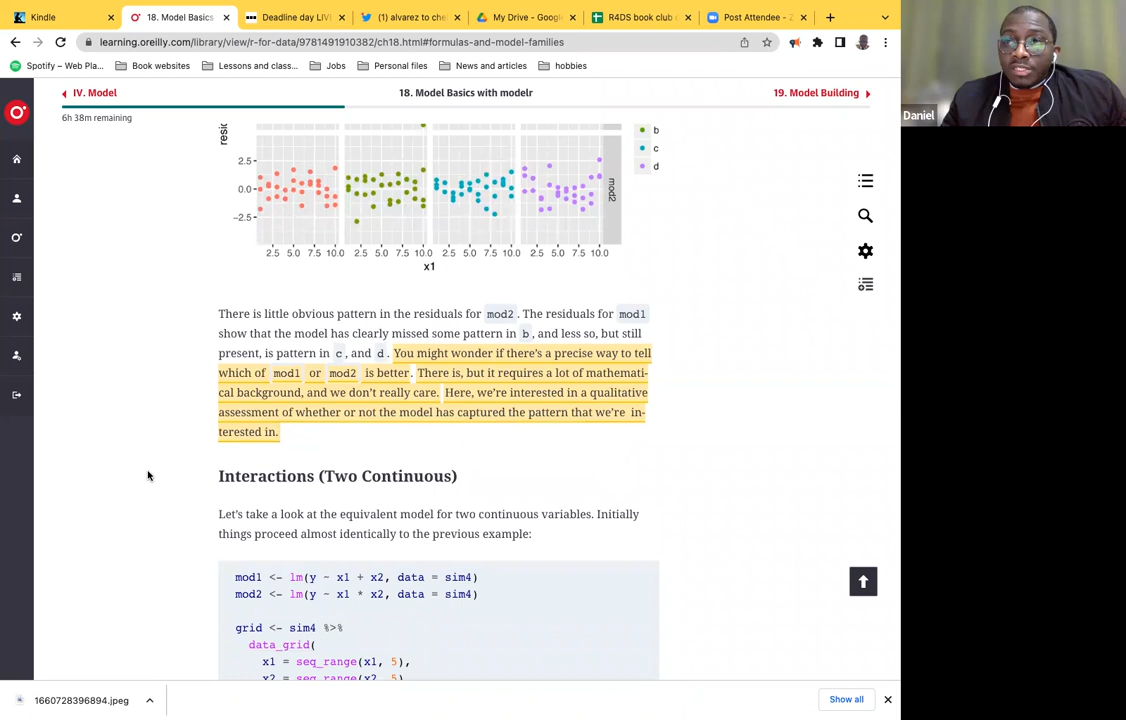 Kindle
18. Model Basics
Deadline day LIV
(1) alvarez to che
My Drive - Googl
R4DS book club
Post Attendee - Z
learning.oreilly.com/library/view/r-for-data/9781491910382/ch18.html#formulas-and-model-families
Spotify – Web Pla...
Book websites
Lessons and class...
Jobs
Personal files
News and articles
hobbies
Daniel
IV. Model
18. Model Basics with modelr
19. Model Building
6h 38m remaining
b
c
d
2.5
0.0
−2.5
mod2
2.5 5.0 7.5 10.0 2.5 5.0 7.5 10.0 2.5 5.0 7.5 10.0 2.5 5.0 7.5 10.0
x1
There is little obvious pattern in the residuals for mod2. The residuals for mod1
show that the model has clearly missed some pattern in b, and less so, but still
present, is pattern in c, and d. You might wonder if there's a precise way to tell
which of mod1 or mod2 is better. There is, but it requires a lot of mathemati-
cal background, and we don't really care. Here, we're interested in a qualitative
assessment of whether or not the model has captured the pattern that we're in-
terested in.
Interactions (Two Continuous)
Let's take a look at the equivalent model for two continuous variables. Initially
things proceed almost identically to the previous example:
mod1 <- lm(y ~ x1 + x2, data = sim4)
mod2 <- lm(y ~ x1 * x2, data = sim4)
grid <- sim4 %>%
data_grid(
x1 = seq_range(x1, 5),
x2 = seq_range(x2, 5),
1660728396894.jpeg
Show all